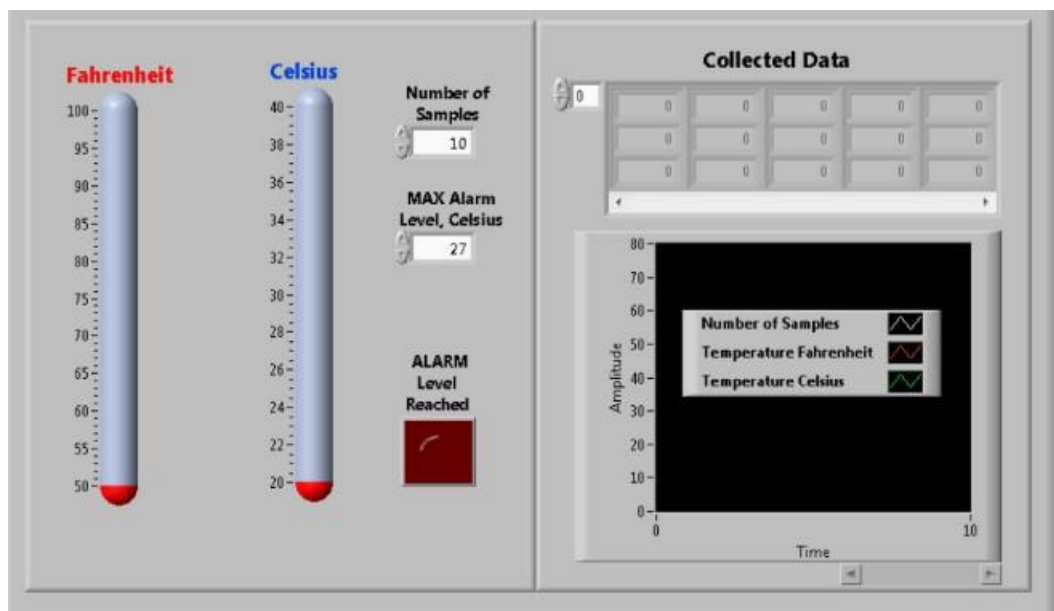 Fahrenheit
100
95
90
85
80
75
70
65
60
55
50
Celsius
40
38
36
34
32
30
28
26
24
22
20
Number of
Samples
10
MAX Alarm
Level, Celsius
27
ALARM
Level
Reached
Collected Data
0
0 0 0 0 0
0 0 0 0 0
0 0 0 0 0
80
70
60
50
40
30
20
10
0
Amplitude
Number of Samples
Temperature Fahrenheit
Temperature Celsius
0 10
Time